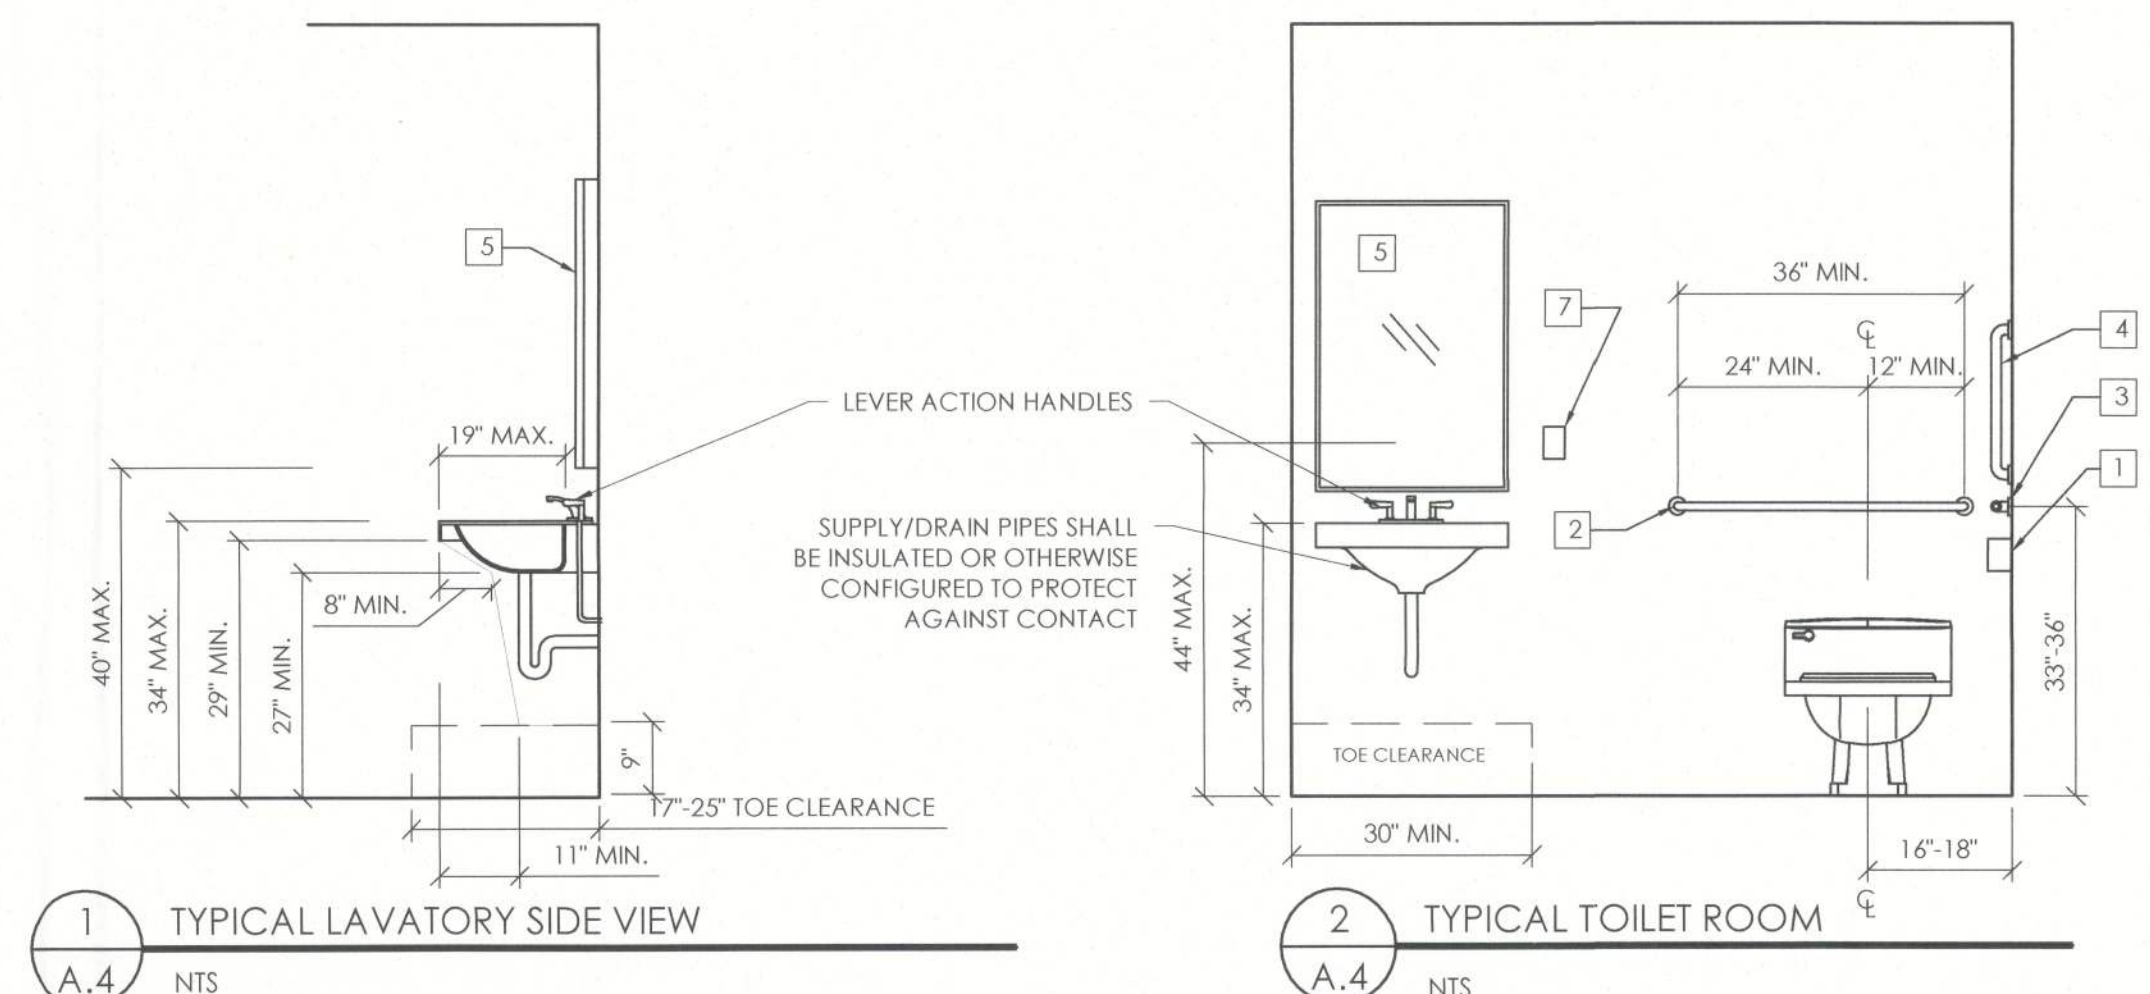 5
19" MAX.
40" MAX.
34" MAX.
29" MIN.
27" MIN.
8" MIN.
9"
17"-25" TOE CLEARANCE
11" MIN.
1
A.4
TYPICAL LAVATORY SIDE VIEW
NTS
LEVER ACTION HANDLES
SUPPLY/DRAIN PIPES SHALL
BE INSULATED OR OTHERWISE
CONFIGURED TO PROTECT
AGAINST CONTACT
5
7
36" MIN.
℄
24" MIN.
12" MIN.
4
3
1
2
44" MAX.
34" MAX.
33"-36"
TOE CLEARANCE
30" MIN.
16"-18"
℄
2
A.4
TYPICAL TOILET ROOM
NTS